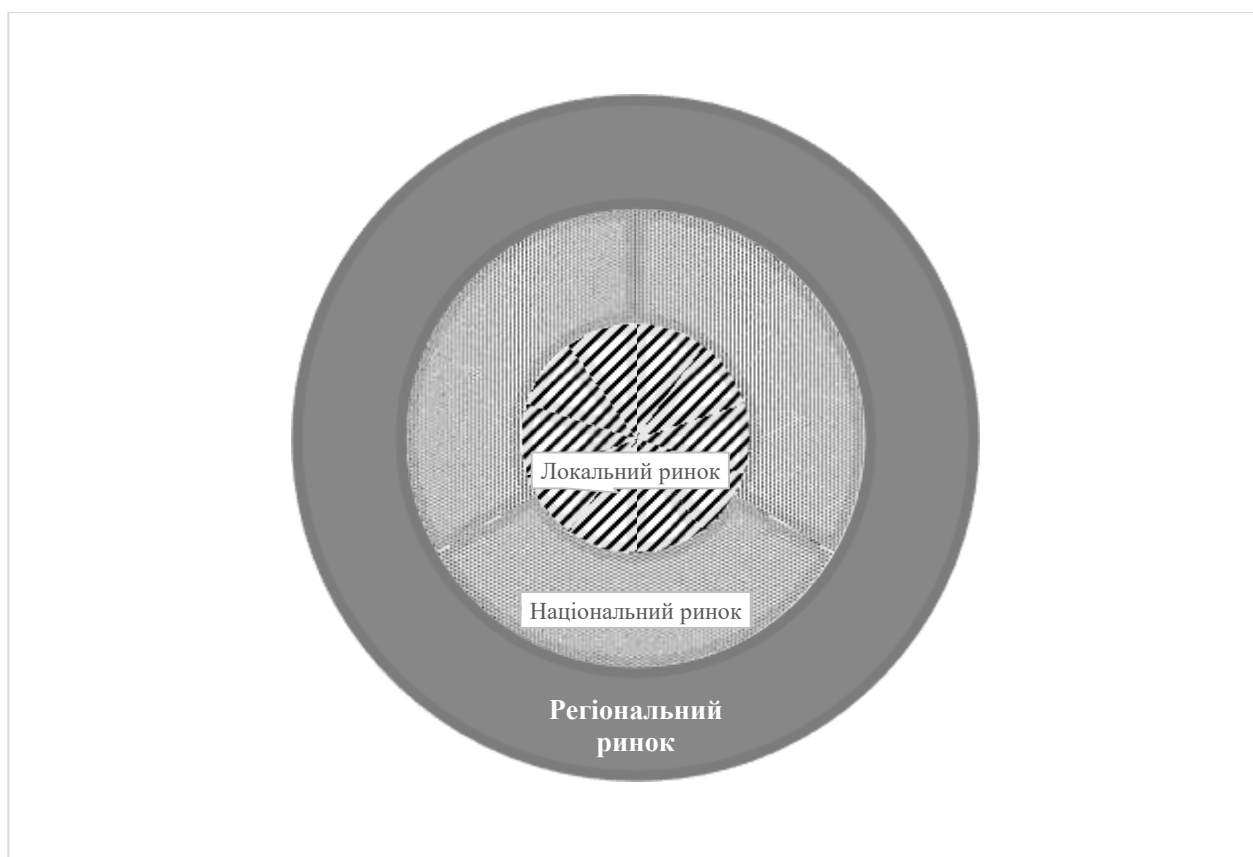 Локальний ринок
Національний ринок
Регіональний
ринок